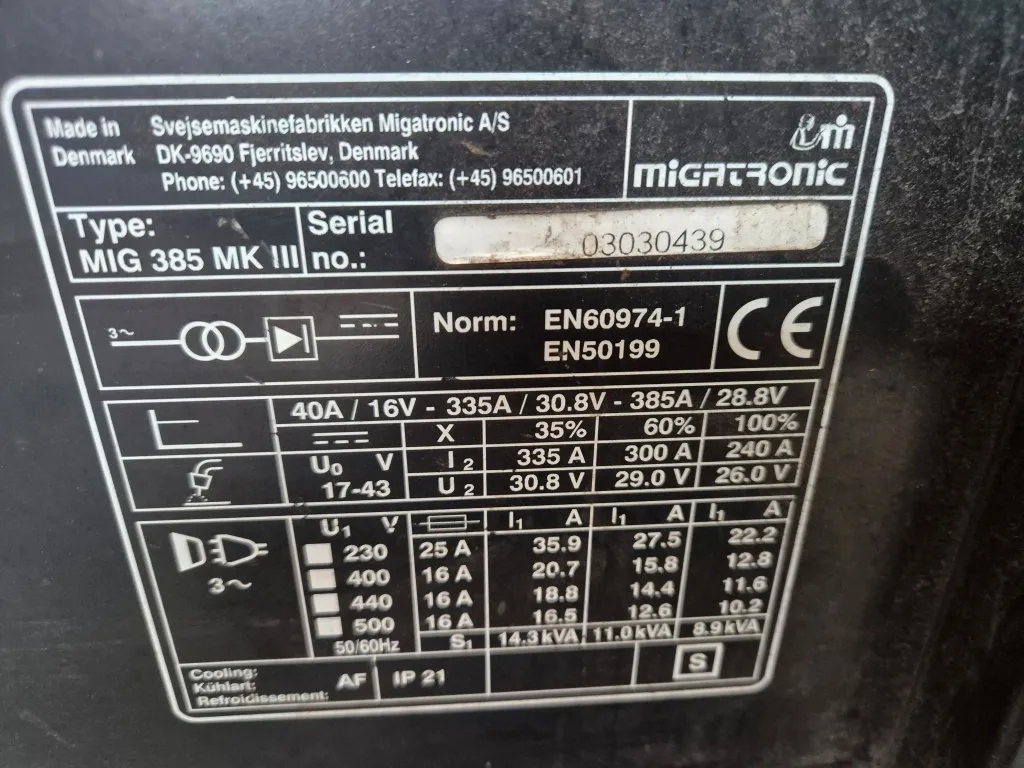 Made in Svejsemaskinefabrikken Migatronic A/S
Denmark DK-9690 Fjerritslev, Denmark
Phone: (+45) 96500600 Telefax: (+45) 96500601
m
MIGATRONIC
Type: Serial
MIG 385 MK III no.: 03030439
3~
Norm: EN60974-1
EN50199
CE
40A / 16V - 335A / 30.8V - 385A / 28.8V
X 35% 60% 100%
U0 V I2 335 A 300 A 240 A
17-43 U2 30.8 V 29.0 V 26.0 V
U1 V I1 A I1 A I1 A
230 25 A 35.9 27.5 22.2
400 16 A 20.7 15.8 12.8
3~ 440 16 A 18.8 14.4 11.6
500 16 A 16.5 12.6 10.2
50/60Hz S1 14.3 kVA 11.0 kVA 8.9 kVA
Cooling:
Kühlart: AF IP 21 S
Refroidissement: